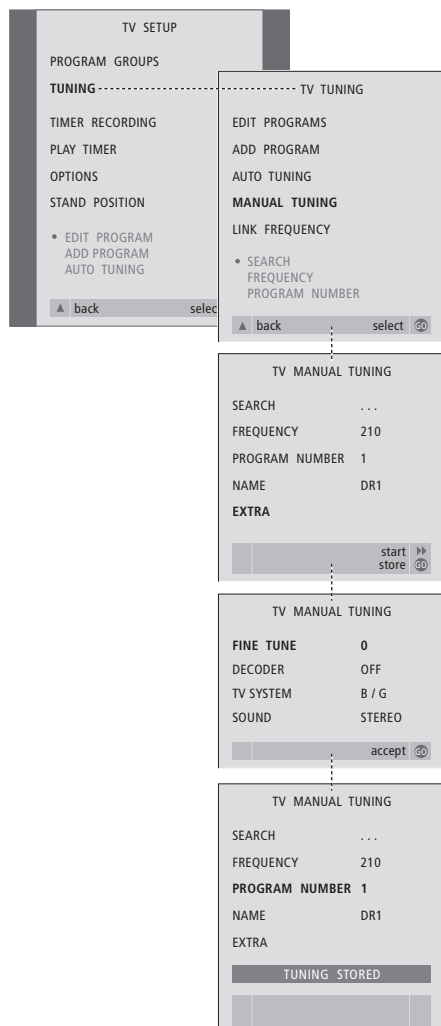 TV SETUP
PROGRAM GROUPS
TUNING
TIMER RECORDING
PLAY TIMER
OPTIONS
STAND POSITION
• EDIT PROGRAM
ADD PROGRAM
AUTO TUNING
▲ back selec
TV TUNING
EDIT PROGRAMS
ADD PROGRAM
AUTO TUNING
MANUAL TUNING
LINK FREQUENCY
• SEARCH
FREQUENCY
PROGRAM NUMBER
▲ back select GO
TV MANUAL TUNING
SEARCH . . .
FREQUENCY 210
PROGRAM NUMBER 1
NAME DR1
EXTRA
start
store GO
TV MANUAL TUNING
FINE TUNE 0
DECODER OFF
TV SYSTEM B / G
SOUND STEREO
accept GO
TV MANUAL TUNING
SEARCH . . .
FREQUENCY 210
PROGRAM NUMBER 1
NAME DR1
EXTRA
TUNING STORED